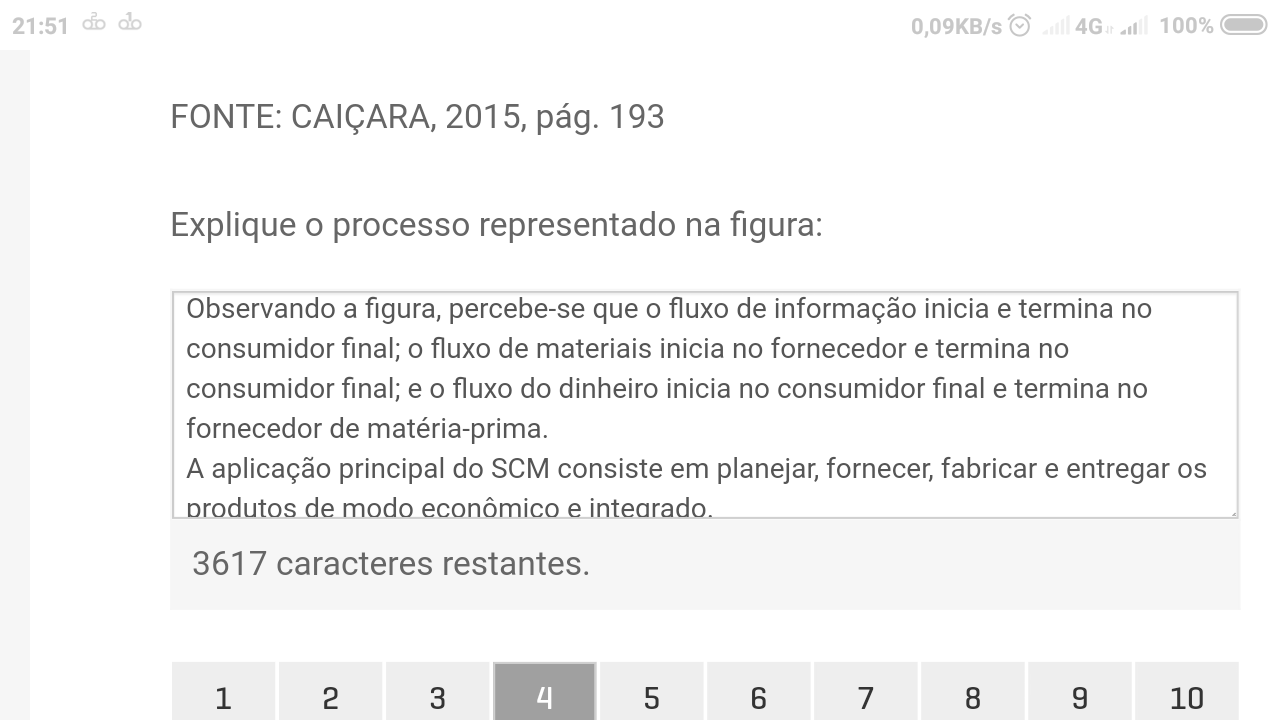 21:51 2 1 0,09KB/s 4G 100%
FONTE: CAIÇARA, 2015, pág. 193
Explique o processo representado na figura:
Observando a figura, percebe-se que o fluxo de informação inicia e termina no
consumidor final; o fluxo de materiais inicia no fornecedor e termina no
consumidor final; e o fluxo do dinheiro inicia no consumidor final e termina no
fornecedor de matéria-prima.
A aplicação principal do SCM consiste em planejar, fornecer, fabricar e entregar os
produtos de modo econômico e integrado.
3617 caracteres restantes.
1 2 3 4 5 6 7 8 9 10